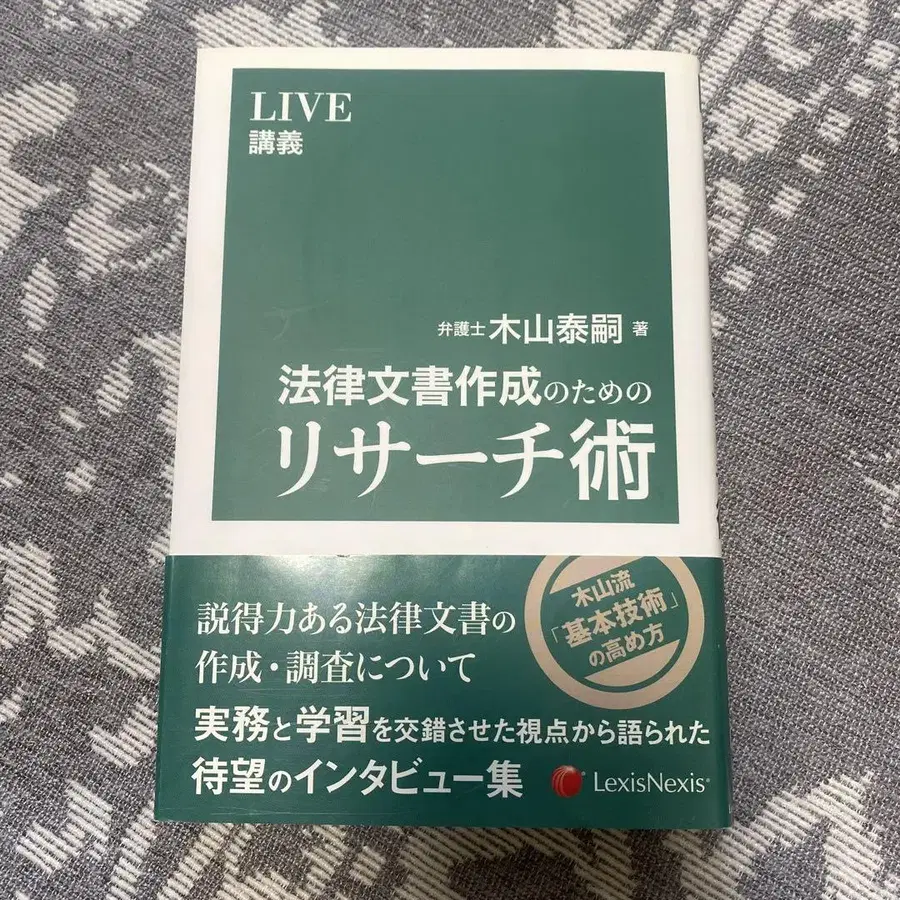 LIVE
講義
弁護士 木山泰嗣 著
法律文書作成のための
リサーチ術
木山流
「基本技術」
の高め方
説得力ある法律文書の
作成・調査について
実務と学習を交錯させた視点から語られた
待望のインタビュー集
LexisNexis®